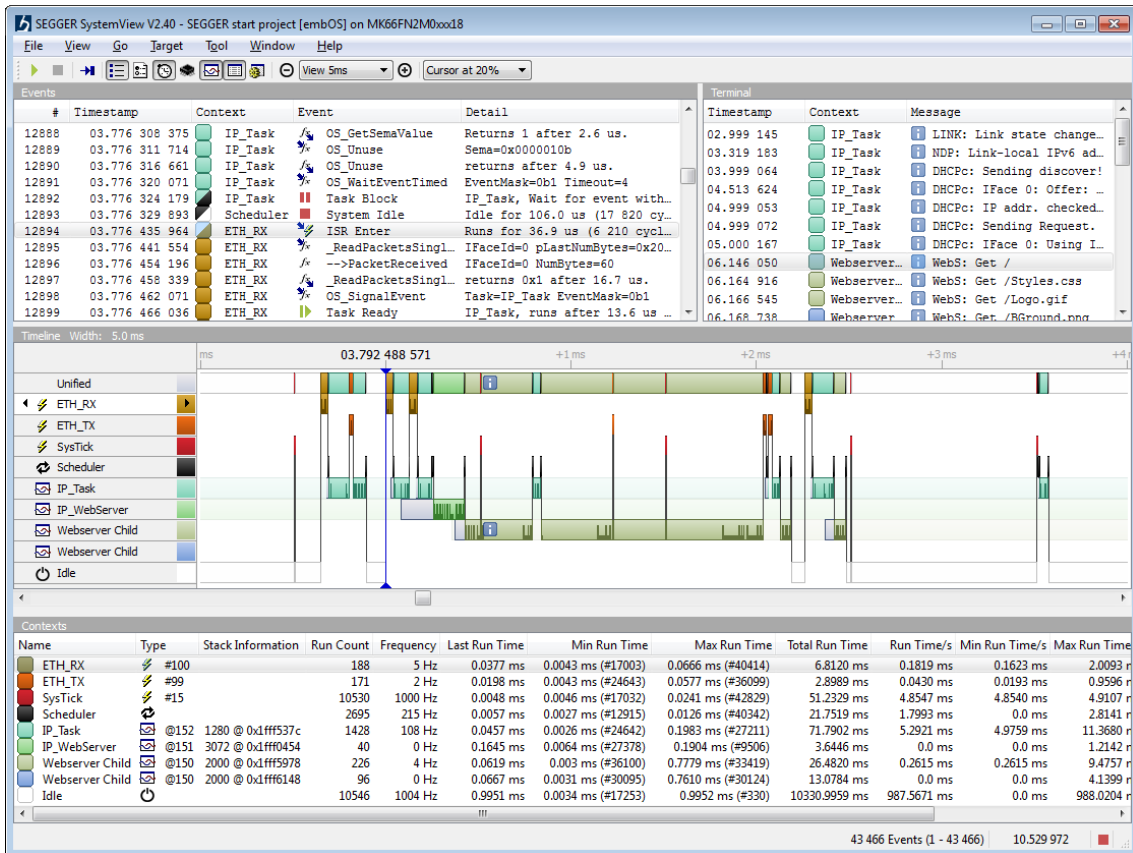 SEGGER SystemView V2.40 - SEGGER start project [embOS] on MK66FN2M0xxx18
File View Go Target Tool Window Help
View 5ms Cursor at 20%
Events
# Timestamp Context Event Detail
12888 03.776 308 375 IP_Task OS_GetSemaValue Returns 1 after 2.6 us.
12889 03.776 311 714 IP_Task OS_Unuse Sema=0x0000010b
12890 03.776 316 661 IP_Task OS_Unuse returns after 4.9 us.
12891 03.776 320 071 IP_Task OS_WaitEventTimed EventMask=0b1 Timeout=4
12892 03.776 324 179 IP_Task Task Block IP_Task, Wait for event with...
12893 03.776 329 893 Scheduler System Idle Idle for 106.0 us (17 820 cy...
12894 03.776 435 964 ETH_RX ISR Enter Runs for 36.9 us (6 210 cycl...
12895 03.776 441 554 ETH_RX _ReadPacketsSingl... IFaceId=0 pLastNumBytes=0x20...
12896 03.776 454 196 ETH_RX -->PacketReceived IFaceId=0 NumBytes=60
12897 03.776 458 339 ETH_RX _ReadPacketsSingl... returns 0x1 after 16.7 us.
12898 03.776 462 071 ETH_RX OS_SignalEvent Task=IP_Task EventMask=0b1
12899 03.776 466 036 ETH_RX Task Ready IP_Task, runs after 13.6 us ...
Terminal
Timestamp Context Message
02.999 145 IP_Task LINK: Link state change...
03.319 183 IP_Task NDP: Link-local IPv6 ad...
03.999 064 IP_Task DHCPc: Sending discover!
04.513 624 IP_Task DHCPc: IFace 0: Offer: ...
04.999 053 IP_Task DHCPc: IP addr. checked...
04.999 072 IP_Task DHCPc: Sending Request.
05.000 167 IP_Task DHCPc: IFace 0: Using I...
06.146 050 Webserver... WebS: Get /
06.164 916 Webserver... WebS: Get /Styles.css
06.166 545 Webserver... WebS: Get /Logo.gif
06.168 738 Webserver WebS: Get /BGround.png
Timeline Width: 5.0 ms
ms 03.792 488 571 +1 ms +2 ms +3 ms +4
Unified
ETH_RX
ETH_TX
SysTick
Scheduler
IP_Task
IP_WebServer
Webserver Child
Webserver Child
Idle
Contexts
Name Type Stack Information Run Count Frequency Last Run Time Min Run Time Max Run Time Total Run Time Run Time/s Min Run Time/s Max Run Time
ETH_RX #100 188 5 Hz 0.0377 ms 0.0043 ms (#17003) 0.0666 ms (#40414) 6.8120 ms 0.1819 ms 0.1623 ms 2.0093
ETH_TX #99 171 2 Hz 0.0198 ms 0.0043 ms (#24643) 0.0577 ms (#36099) 2.8989 ms 0.0430 ms 0.0193 ms 0.9596
SysTick #15 10530 1000 Hz 0.0048 ms 0.0046 ms (#17032) 0.0241 ms (#42829) 51.2329 ms 4.8547 ms 4.8540 ms 4.9107
Scheduler 2695 215 Hz 0.0057 ms 0.0027 ms (#12915) 0.0126 ms (#40342) 21.7519 ms 1.7993 ms 0.0 ms 2.8141
IP_Task @152 1280 @ 0x1fff537c 1428 108 Hz 0.0457 ms 0.0026 ms (#24642) 0.1983 ms (#27211) 71.7902 ms 5.2921 ms 4.9759 ms 11.3680
IP_WebServer @151 3072 @ 0x1fff0454 40 0 Hz 0.1645 ms 0.0064 ms (#27378) 0.1904 ms (#9506) 3.6446 ms 0.0 ms 0.0 ms 1.2142
Webserver Child @150 2000 @ 0x1fff5978 226 4 Hz 0.0619 ms 0.003 ms (#36100) 0.7779 ms (#33419) 26.4820 ms 0.2615 ms 0.2615 ms 9.4757
Webserver Child @150 2000 @ 0x1fff6148 96 0 Hz 0.0667 ms 0.0031 ms (#30095) 0.7610 ms (#30124) 13.0784 ms 0.0 ms 0.0 ms 4.1399
Idle 10546 1004 Hz 0.9951 ms 0.0034 ms (#17253) 0.9952 ms (#330) 10330.9959 ms 987.5671 ms 0.0 ms 988.0204
43 466 Events (1 - 43 466) 10.529 972